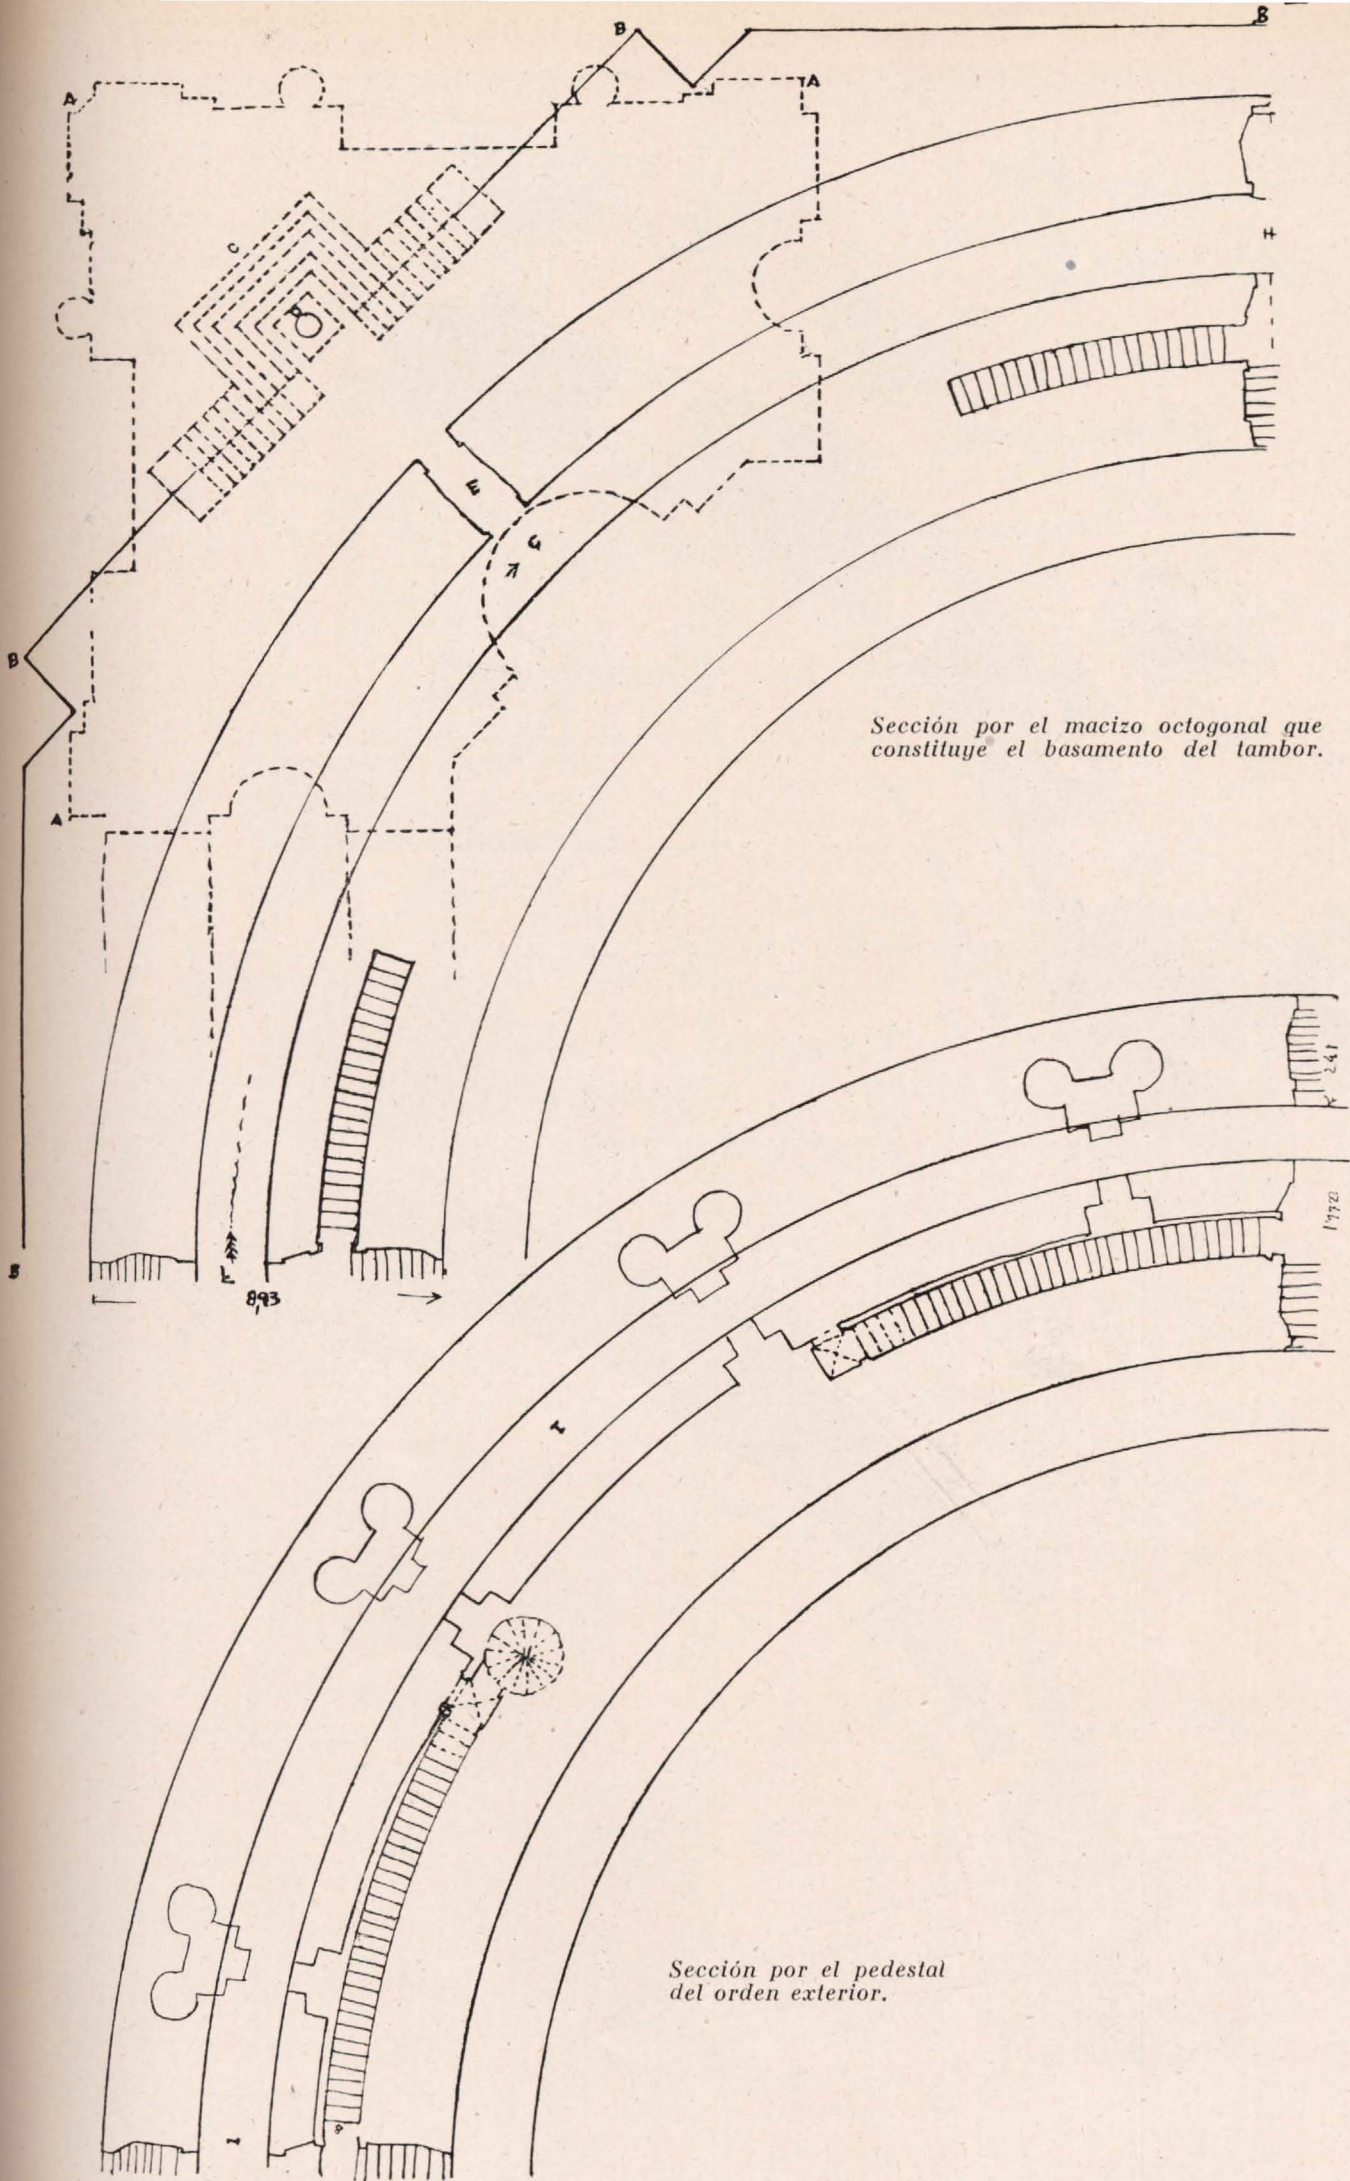 B
B
A
A
C
E
G
H
B
Sección por el macizo octogonal que
constituye el basamento del tambor.
A
B
8,93
241
I
Sección por el pedestal
del orden exterior.
I